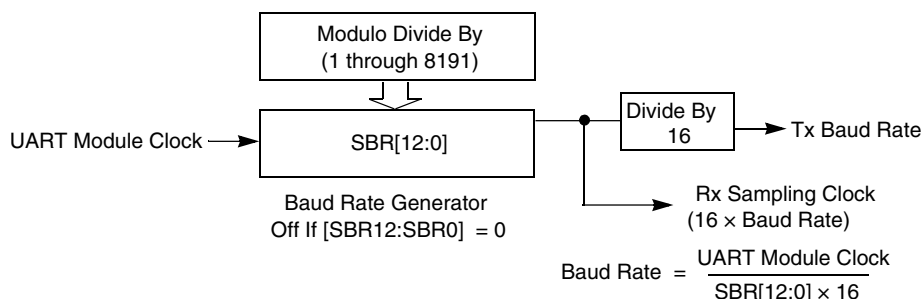 Modulo Divide By
(1 through 8191)
UART Module Clock
SBR[12:0]
Divide By
16
Tx Baud Rate
Baud Rate Generator
Off If [SBR12:SBR0] = 0
Rx Sampling Clock
(16 × Baud Rate)
Baud Rate = UART Module Clock
SBR[12:0] × 16